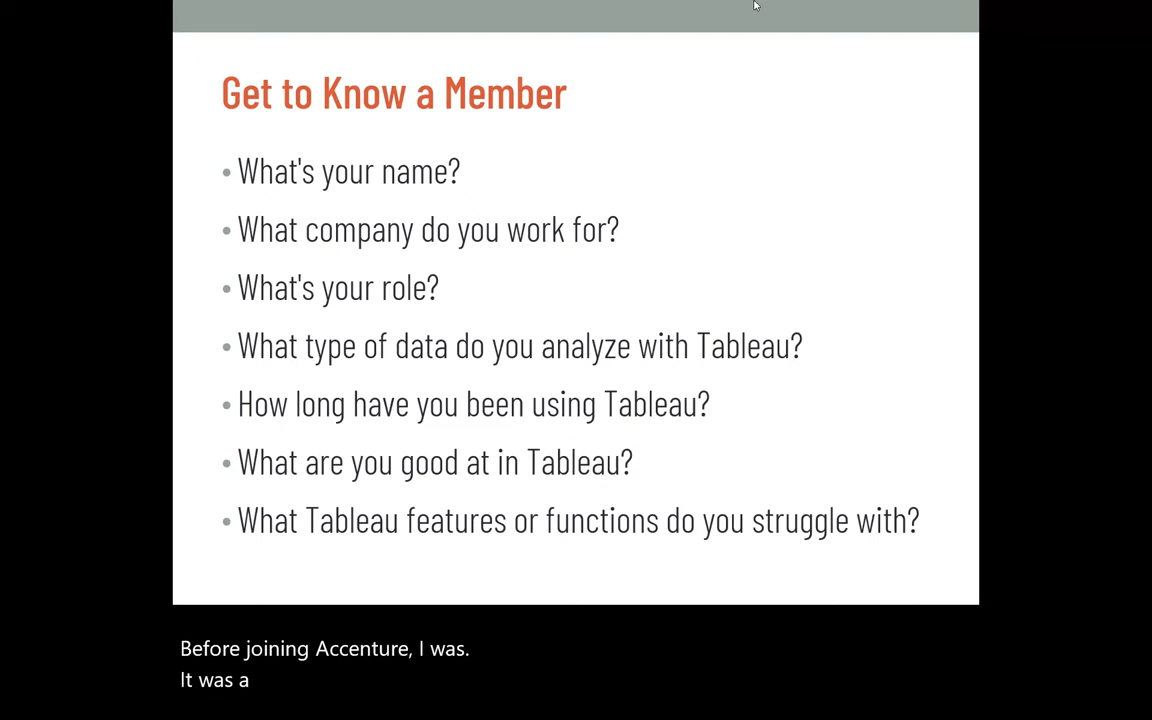 Get to Know a Member
• What's your name?
• What company do you work for?
• What's your role?
• What type of data do you analyze with Tableau?
• How long have you been using Tableau?
• What are you good at in Tableau?
• What Tableau features or functions do you struggle with?
Before joining Accenture, I was.
It was a